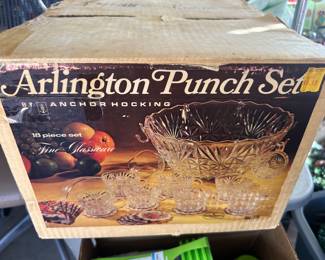 Arlington Punch Set
BY ANCHOR HOCKING
18 piece set
Fine Glassware